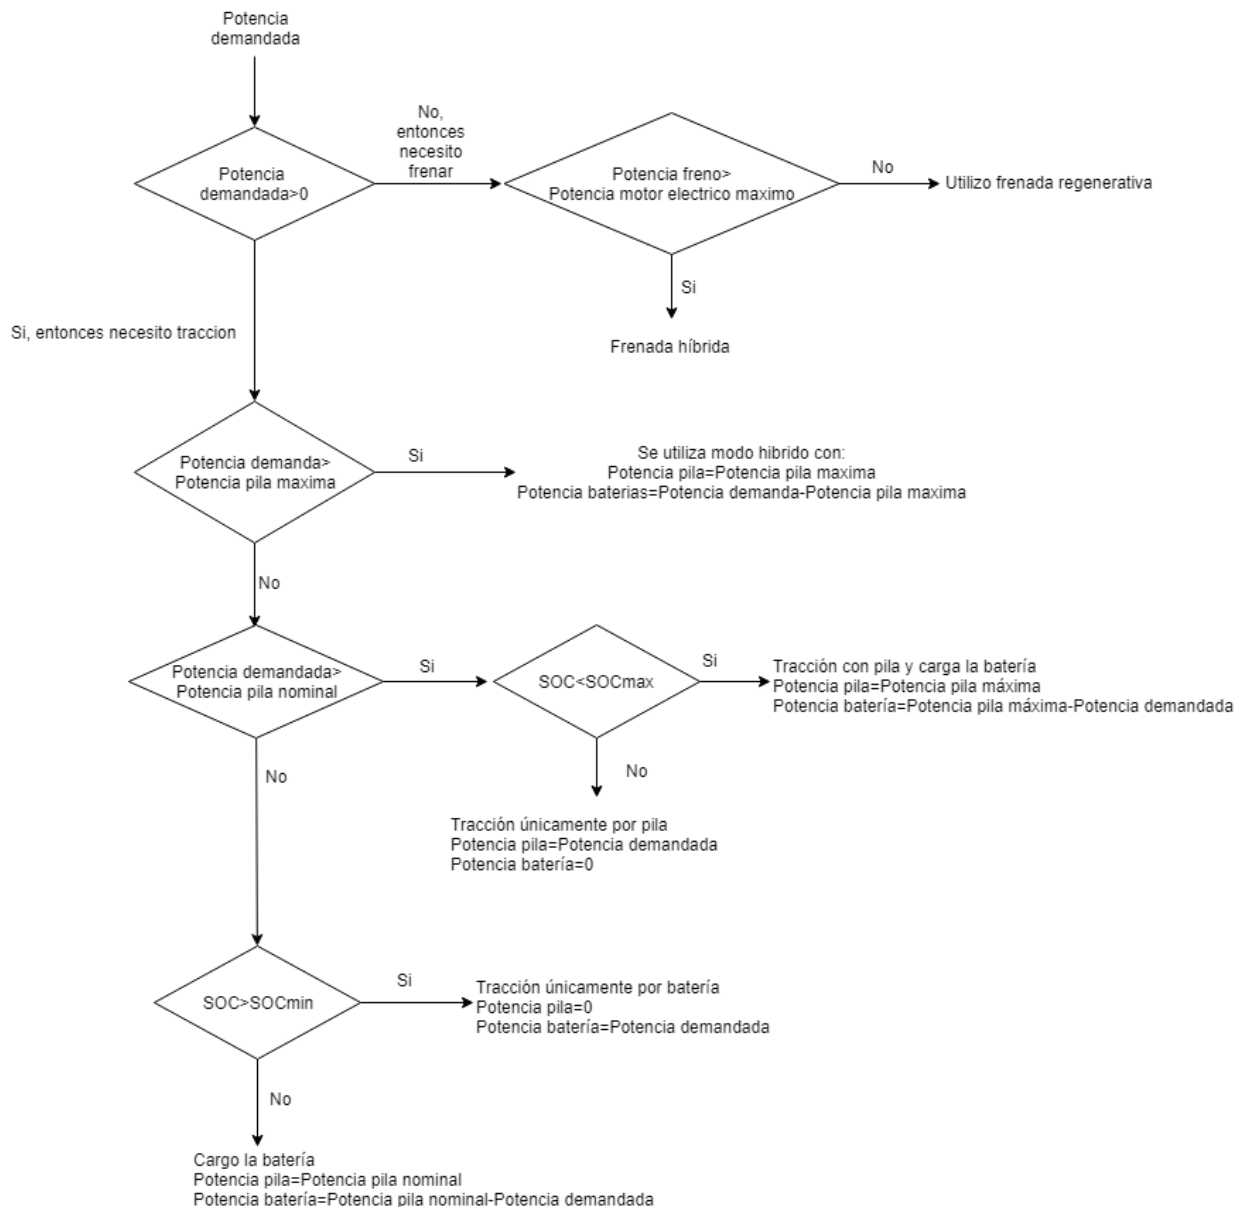 Potencia
demandada
Potencia
demandada>0
No,
entonces
necesito
frenar
Potencia freno>
Potencia motor electrico maximo
No
Utilizo frenada regenerativa
Si
Frenada híbrida
Si, entonces necesito traccion
Potencia demanda>
Potencia pila maxima
Si
Se utiliza modo hibrido con:
Potencia pila=Potencia pila maxima
Potencia baterias=Potencia demanda-Potencia pila maxima
No
Potencia demandada>
Potencia pila nominal
Si
SOC<SOCmax
Si
Tracción con pila y carga la batería
Potencia pila=Potencia pila máxima
Potencia batería=Potencia pila máxima-Potencia demandada
No
No
Tracción únicamente por pila
Potencia pila=Potencia demandada
Potencia batería=0
SOC>SOCmin
Si
Tracción únicamente por batería
Potencia pila=0
Potencia batería=Potencia demandada
No
Cargo la batería
Potencia pila=Potencia pila nominal
Potencia batería=Potencia pila nominal-Potencia demandada